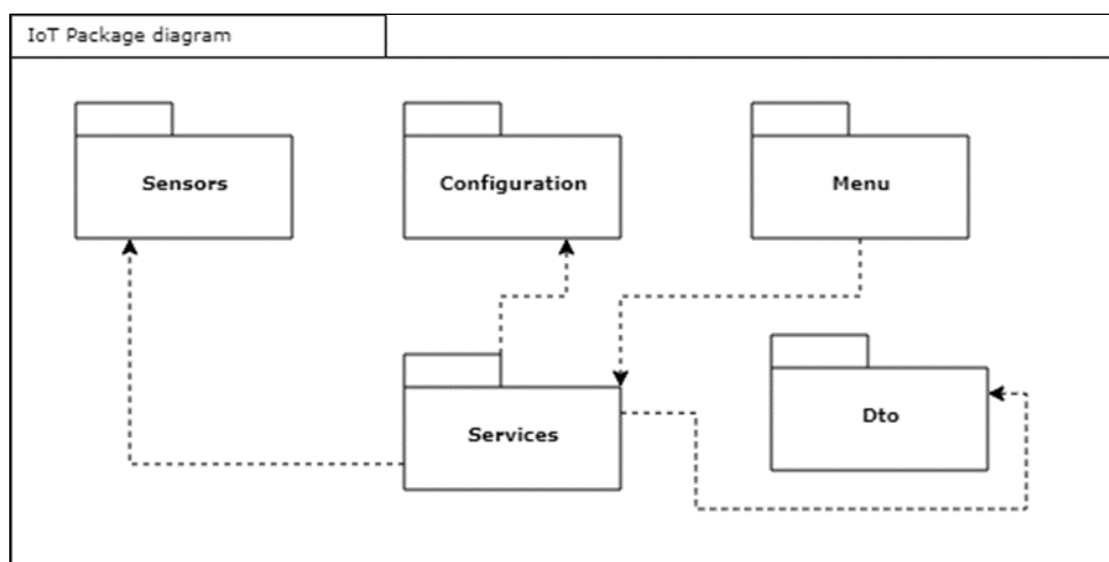 IoT Package diagram
Sensors
Configuration
Menu
Services
Dto